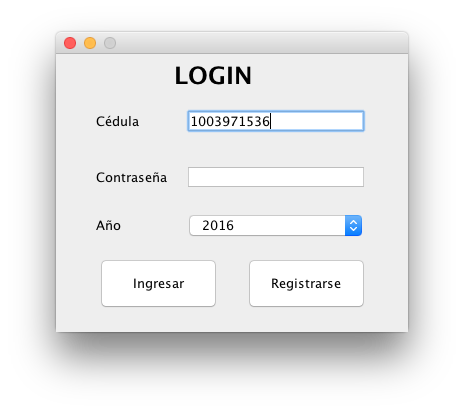 LOGIN
Cédula 1003971536
Contraseña
Año 2016
Ingresar Registrarse